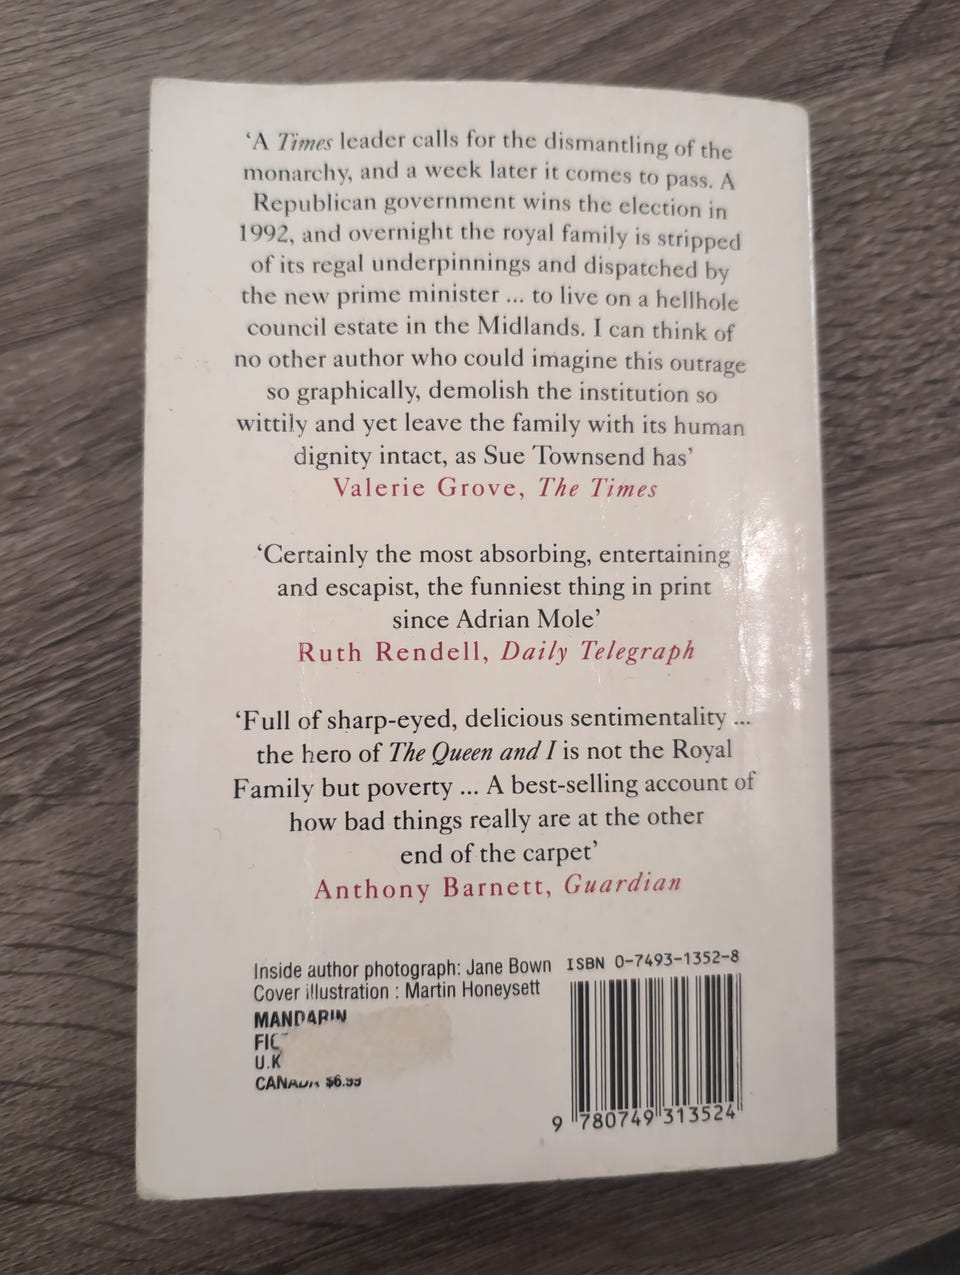 ‘A Times leader calls for the dismantling of the
monarchy, and a week later it comes to pass. A
Republican government wins the election in
1992, and overnight the royal family is stripped
of its regal underpinnings and dispatched by
the new prime minister ... to live on a hellhole
council estate in the Midlands. I can think of
no other author who could imagine this outrage
so graphically, demolish the institution so
wittily and yet leave the family with its human
dignity intact, as Sue Townsend has’
Valerie Grove, The Times
‘Certainly the most absorbing, entertaining
and escapist, the funniest thing in print
since Adrian Mole’
Ruth Rendell, Daily Telegraph
‘Full of sharp-eyed, delicious sentimentality ...
the hero of The Queen and I is not the Royal
Family but poverty ... A best-selling account of
how bad things really are at the other
end of the carpet’
Anthony Barnett, Guardian
Inside author photograph: Jane Bown
Cover illustration : Martin Honeysett
MANDARIN
U.K
CANADA $6.99
ISBN 0-7493-1352-8
9 780749 313524